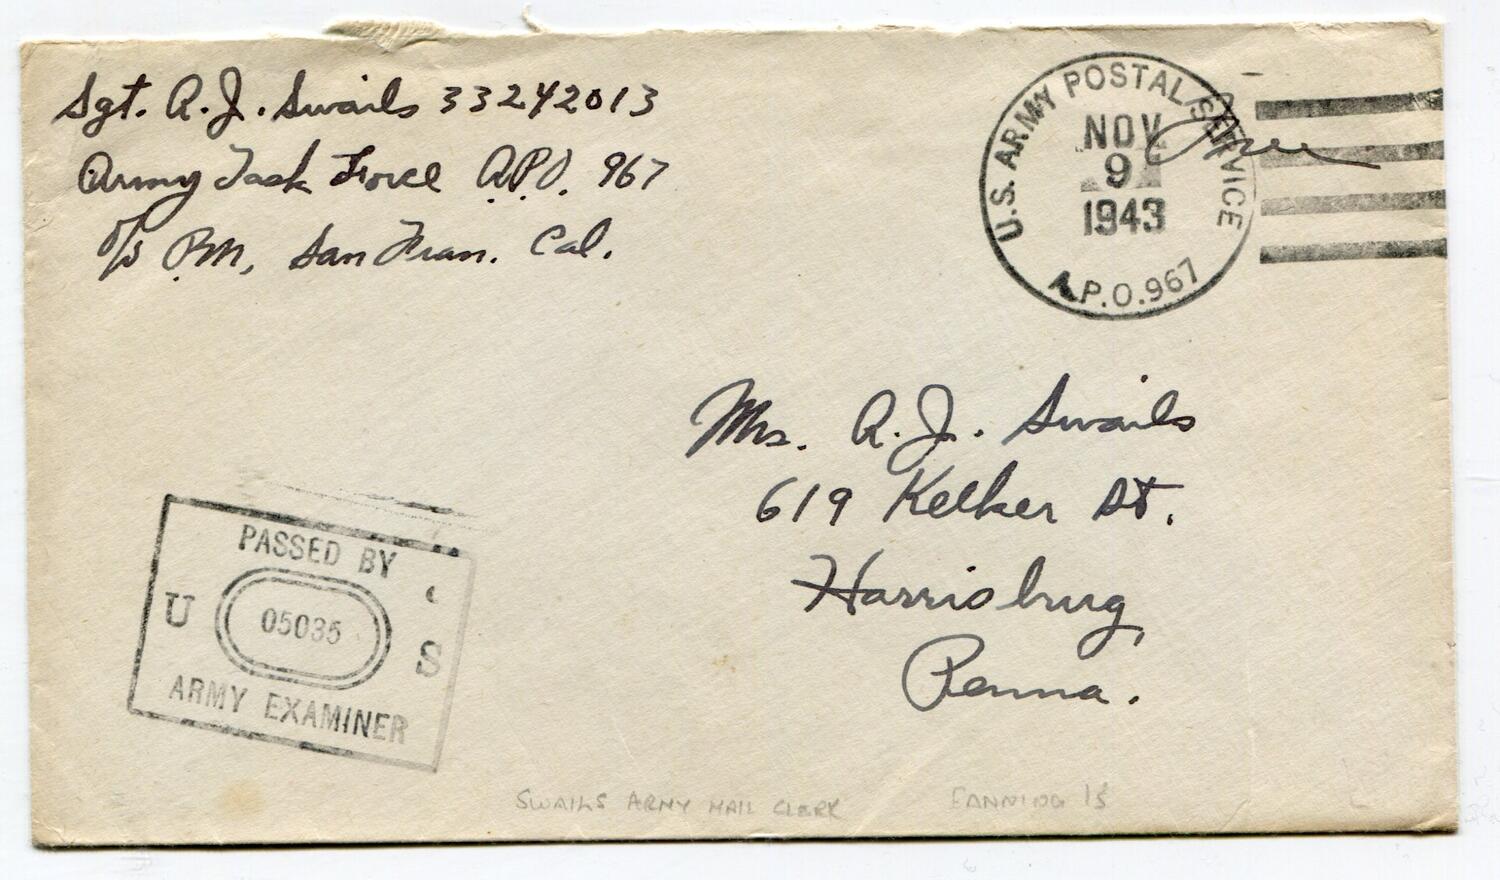 Sgt. A. J. Swails 33242013
Army Task Force A.P.O. 967
c/o P.M., San Fran. Cal.
U.S. ARMY POSTAL SERVICE
NOV
9
1943
A.P.O. 967
Free
Mrs. A. J. Swails
619 Kelker St.
Harrisburg,
Penna.
PASSED BY
U 05035 S
ARMY EXAMINER
SWAILS ARMY MAIL CLERK FANNING IS